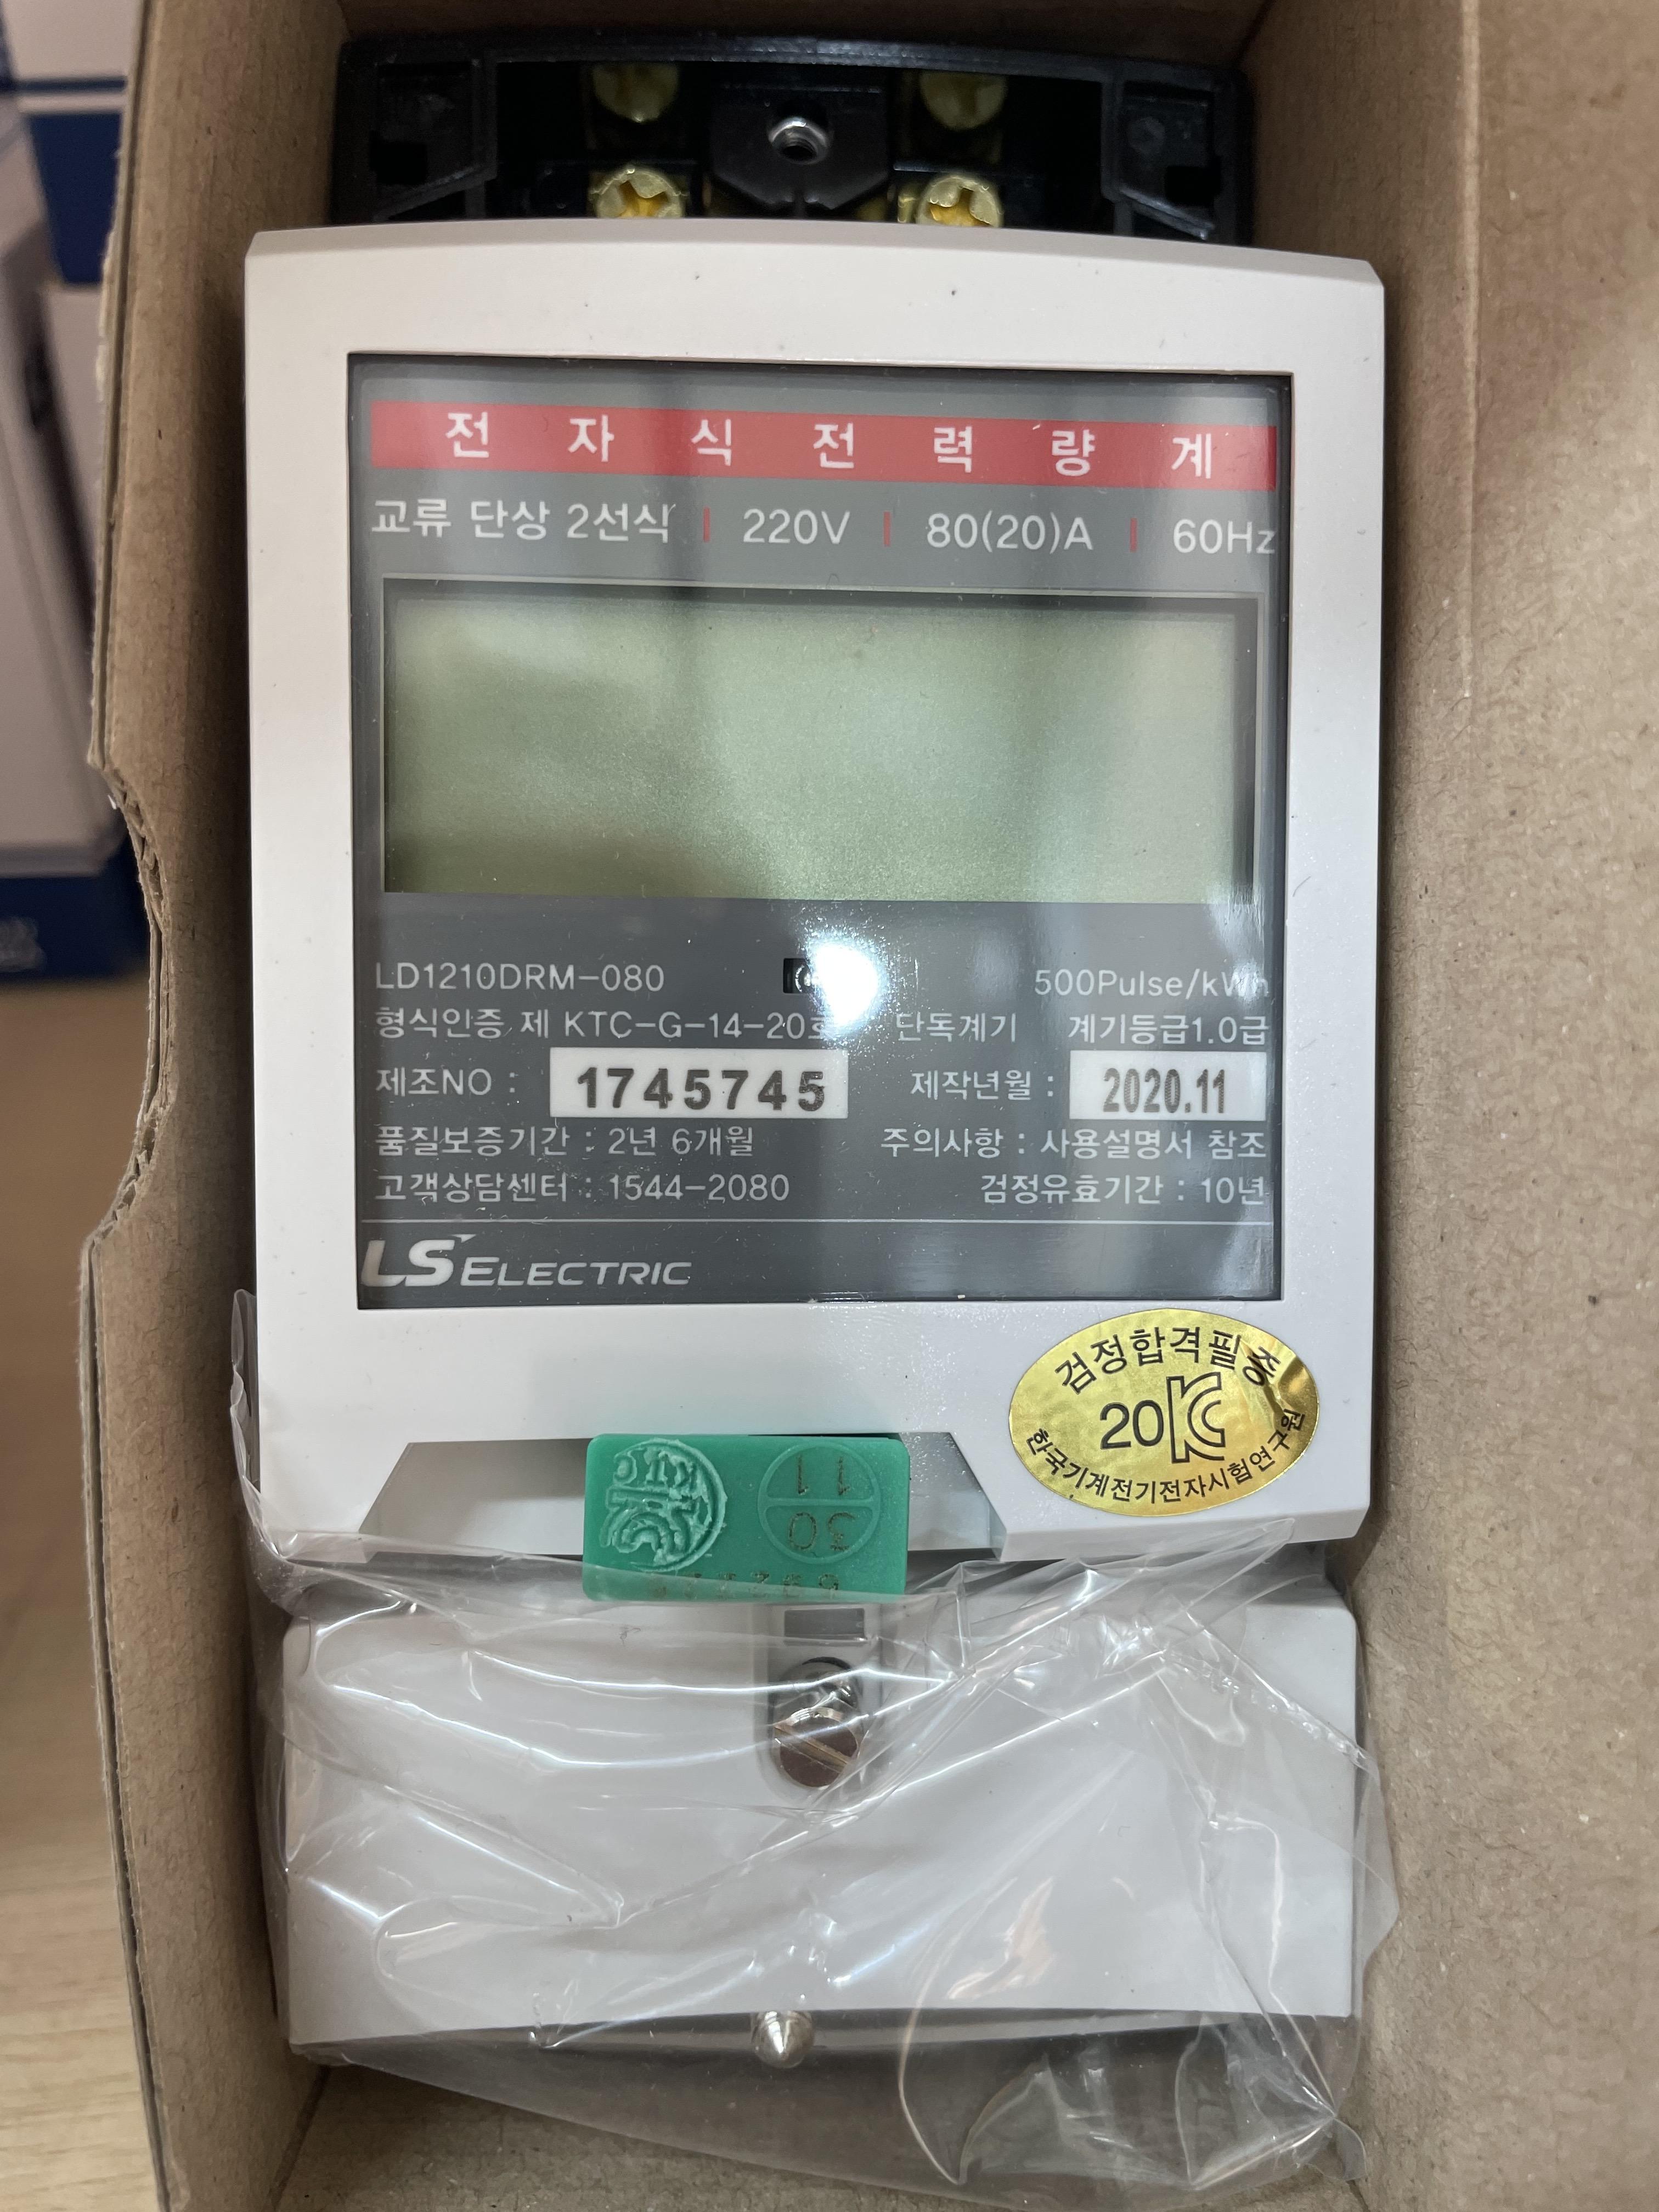 전자식전력량계
교류 단상 2선식 | 220V | 80(20)A | 60Hz
LD1210DRM-080 500Pulse/kWh
형식인증 제 KTC-G-14-20호 단독계기 계기등급1.0급
제조NO : 1745745 제작년월 : 2020.11
품질보증기간 : 2년 6개월 주의사항 : 사용설명서 참조
고객상담센터 : 1544-2080 검정유효기간 : 10년
LS ELECTRIC
검정합격필증
20 KC
한국기계전기전자시험연구원
KTC
11
30